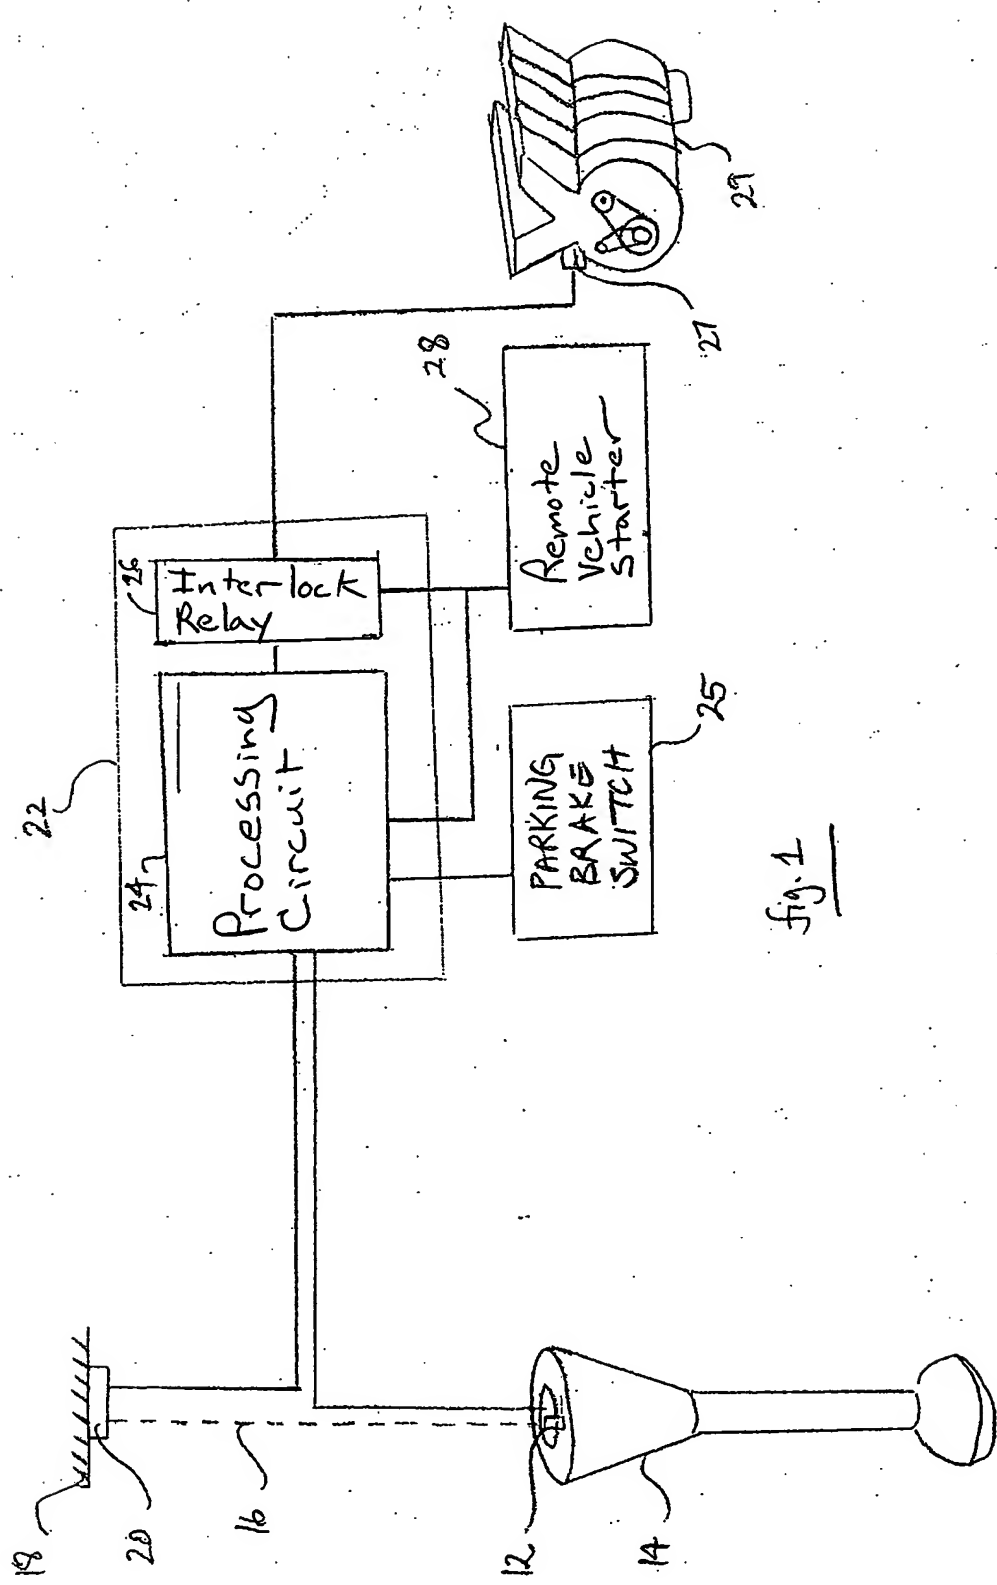 18
20
16
12
14
22
24
Processing
Circuit
26
Interlock
Relay
PARKING
BRAKE
SWITCH
25
Remote
Vehicle
Starter
28
27
29
fig. 1